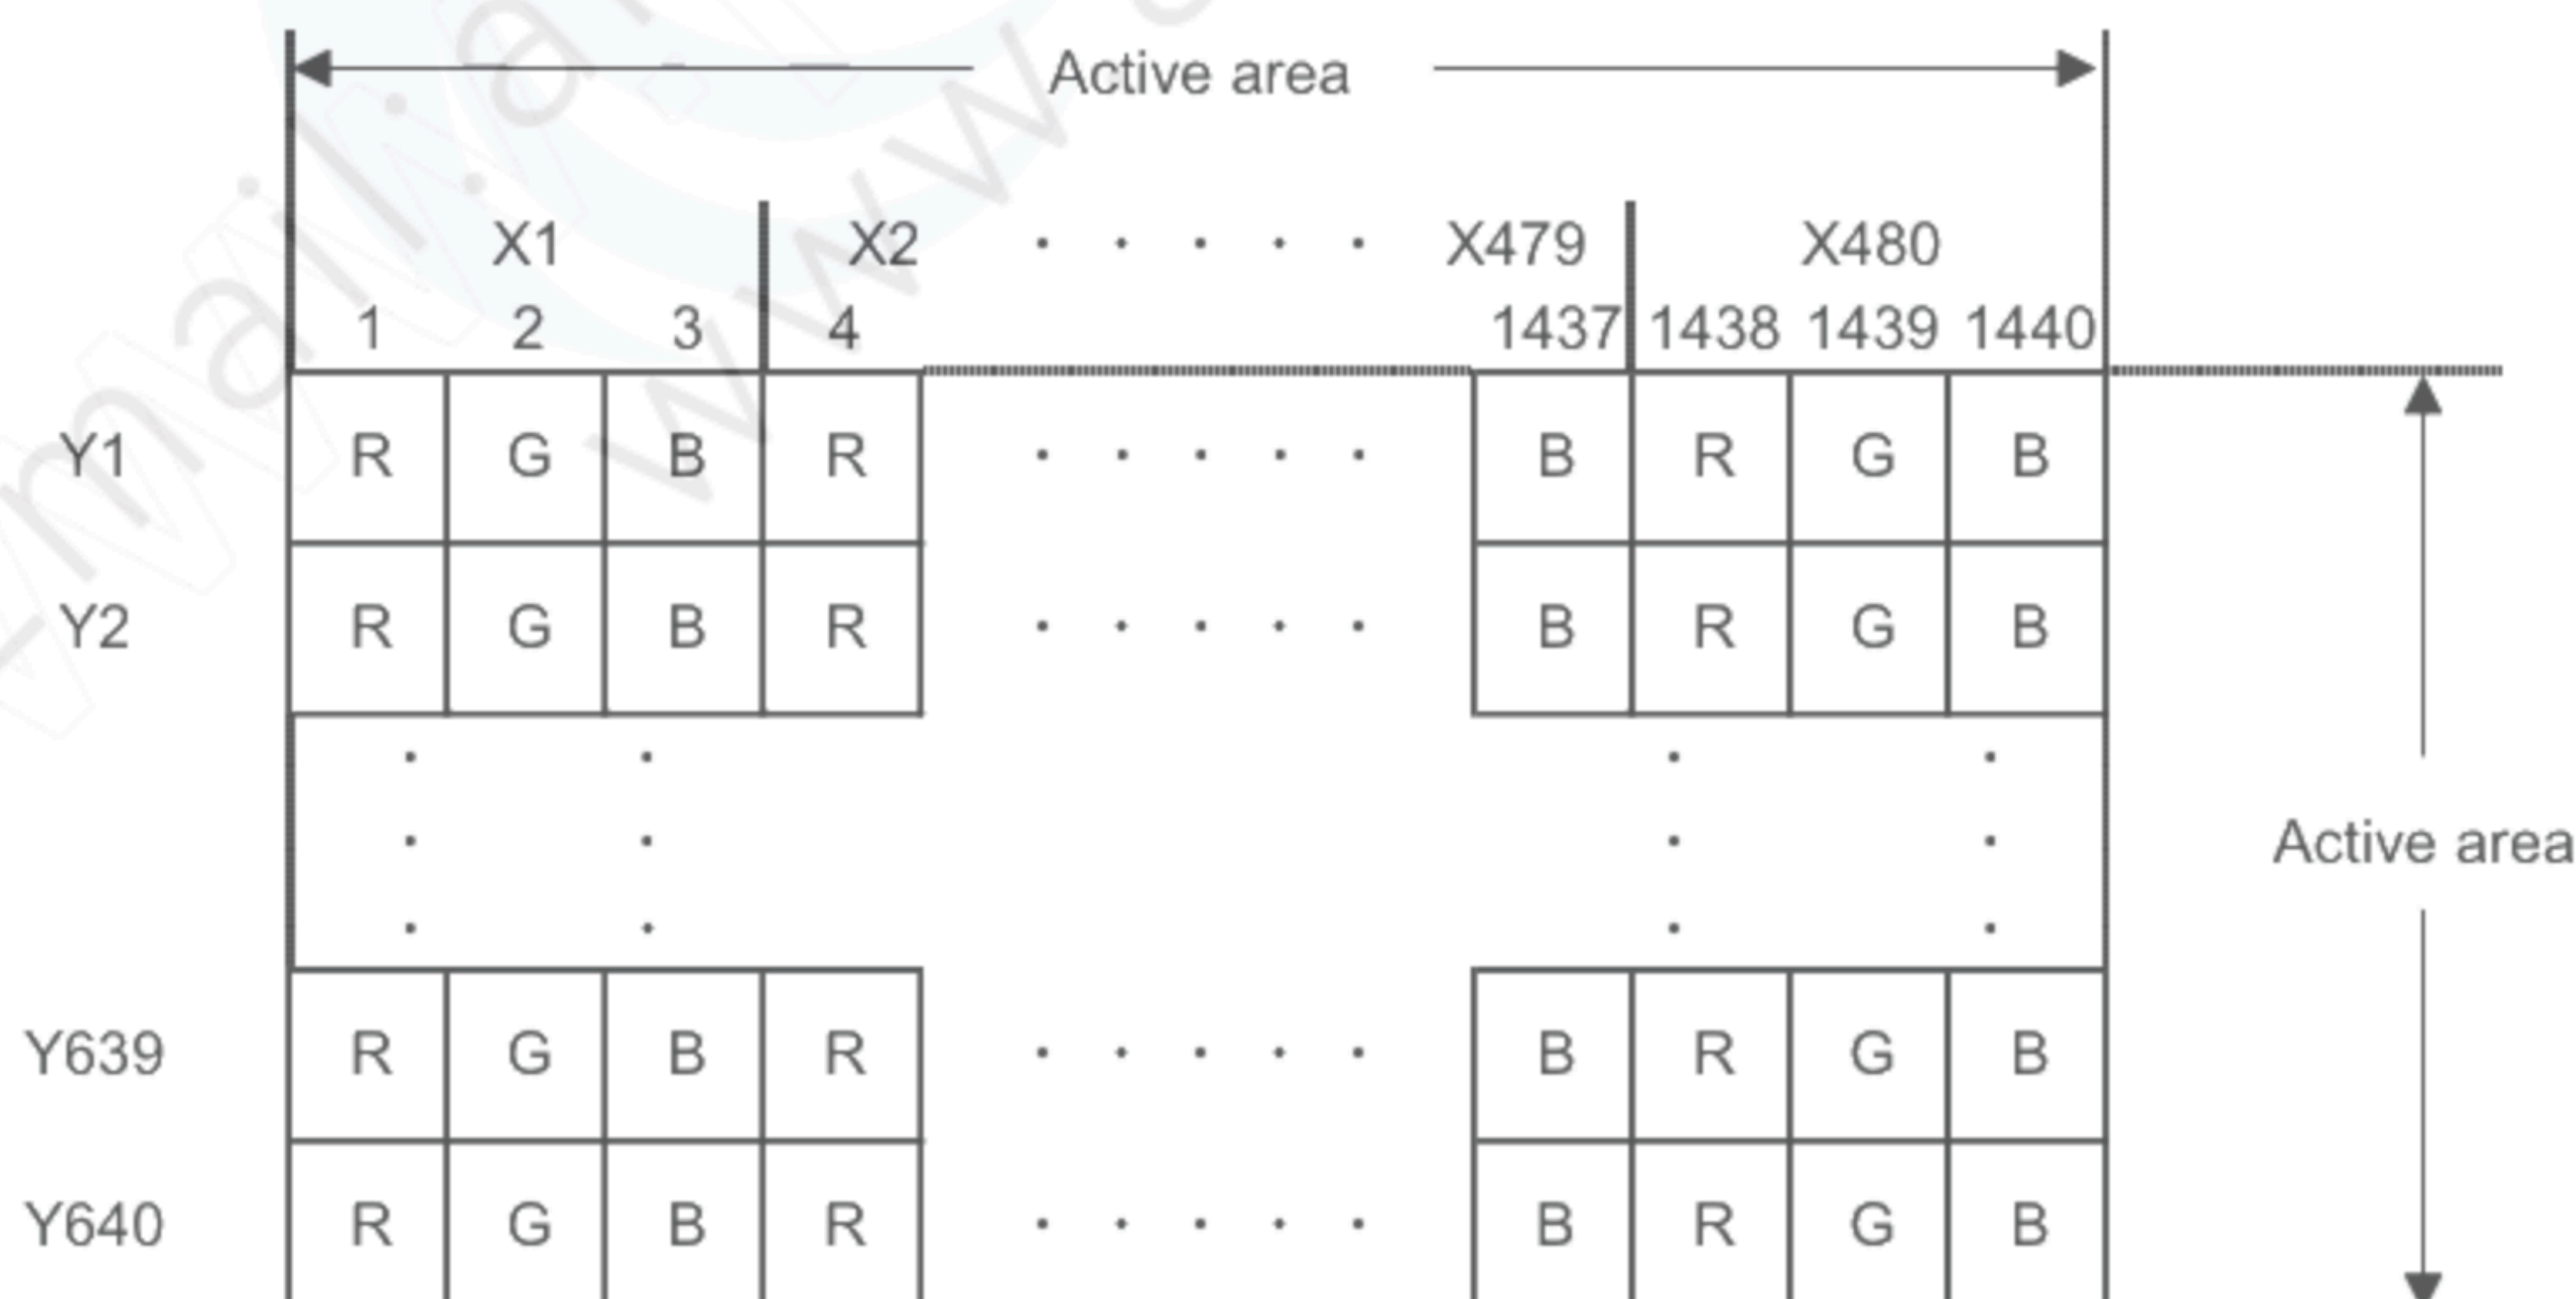 Active area
X1 X2 . . . . . X479 X480
1 2 3 4 1437 1438 1439 1440
Y1 R G B R . . . . . B R G B
Y2 R G B R . . . . . B R G B
Active area
Y639 R G B R . . . . . B R G B
Y640 R G B R . . . . . B R G B